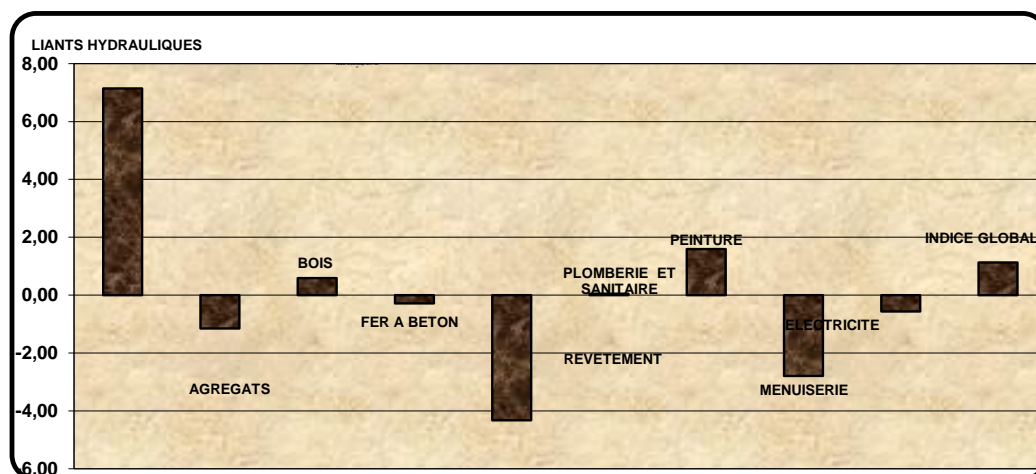 LIANTS HYDRAULIQUES
8,00
6,00
4,00
2,00
0,00
-2,00
-4,00
-6,00
INDICE GLOBAL
PEINTURE
BOIS
PLOMBERIE ET
SANITAIRE
FER A BETON
ELECTRICITE
REVETEMENT
AGREGATS
MENUISERIE